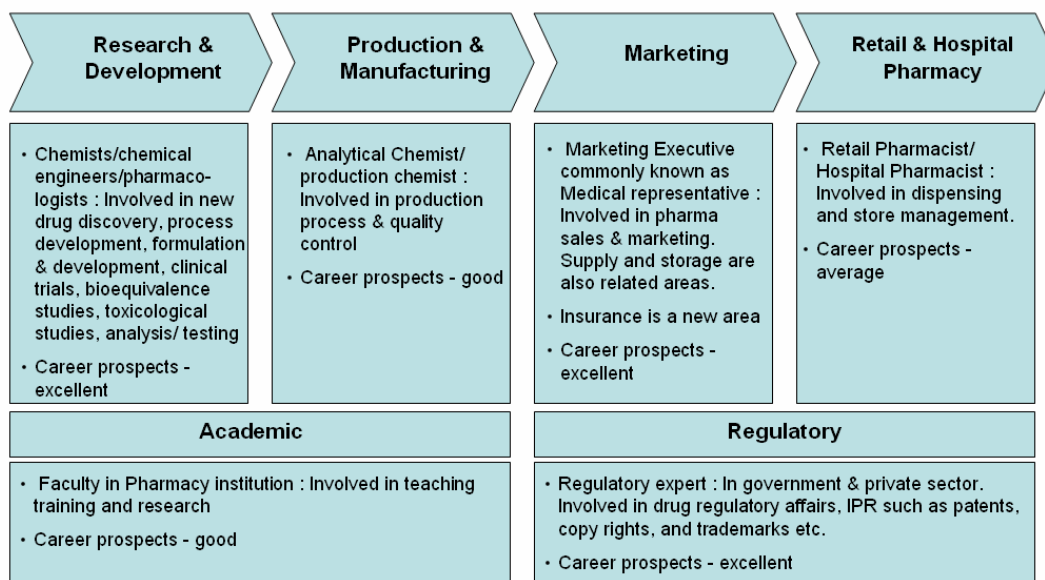 Research &
Development
Production &
Manufacturing
Marketing
Retail & Hospital
Pharmacy
• Chemists/chemical
engineers/pharmaco-
logists : Involved in new
drug discovery, process
development, formulation
& development, clinical
trials, bioequivalence
studies, toxicological
studies, analysis/ testing
• Career prospects -
excellent
• Analytical Chemist/
production chemist :
Involved in production
process & quality
control
• Career prospects - good
• Marketing Executive
commonly known as
Medical representative :
Involved in pharma
sales & marketing.
Supply and storage are
also related areas.
• Insurance is a new area
• Career prospects -
excellent
• Retail Pharmacist/
Hospital Pharmacist :
Involved in dispensing
and store management.
• Career prospects -
average
Academic
• Faculty in Pharmacy institution : Involved in teaching
training and research
• Career prospects - good
Regulatory
• Regulatory expert : In government & private sector.
Involved in drug regulatory affairs, IPR such as patents,
copy rights, and trademarks etc.
• Career prospects - excellent